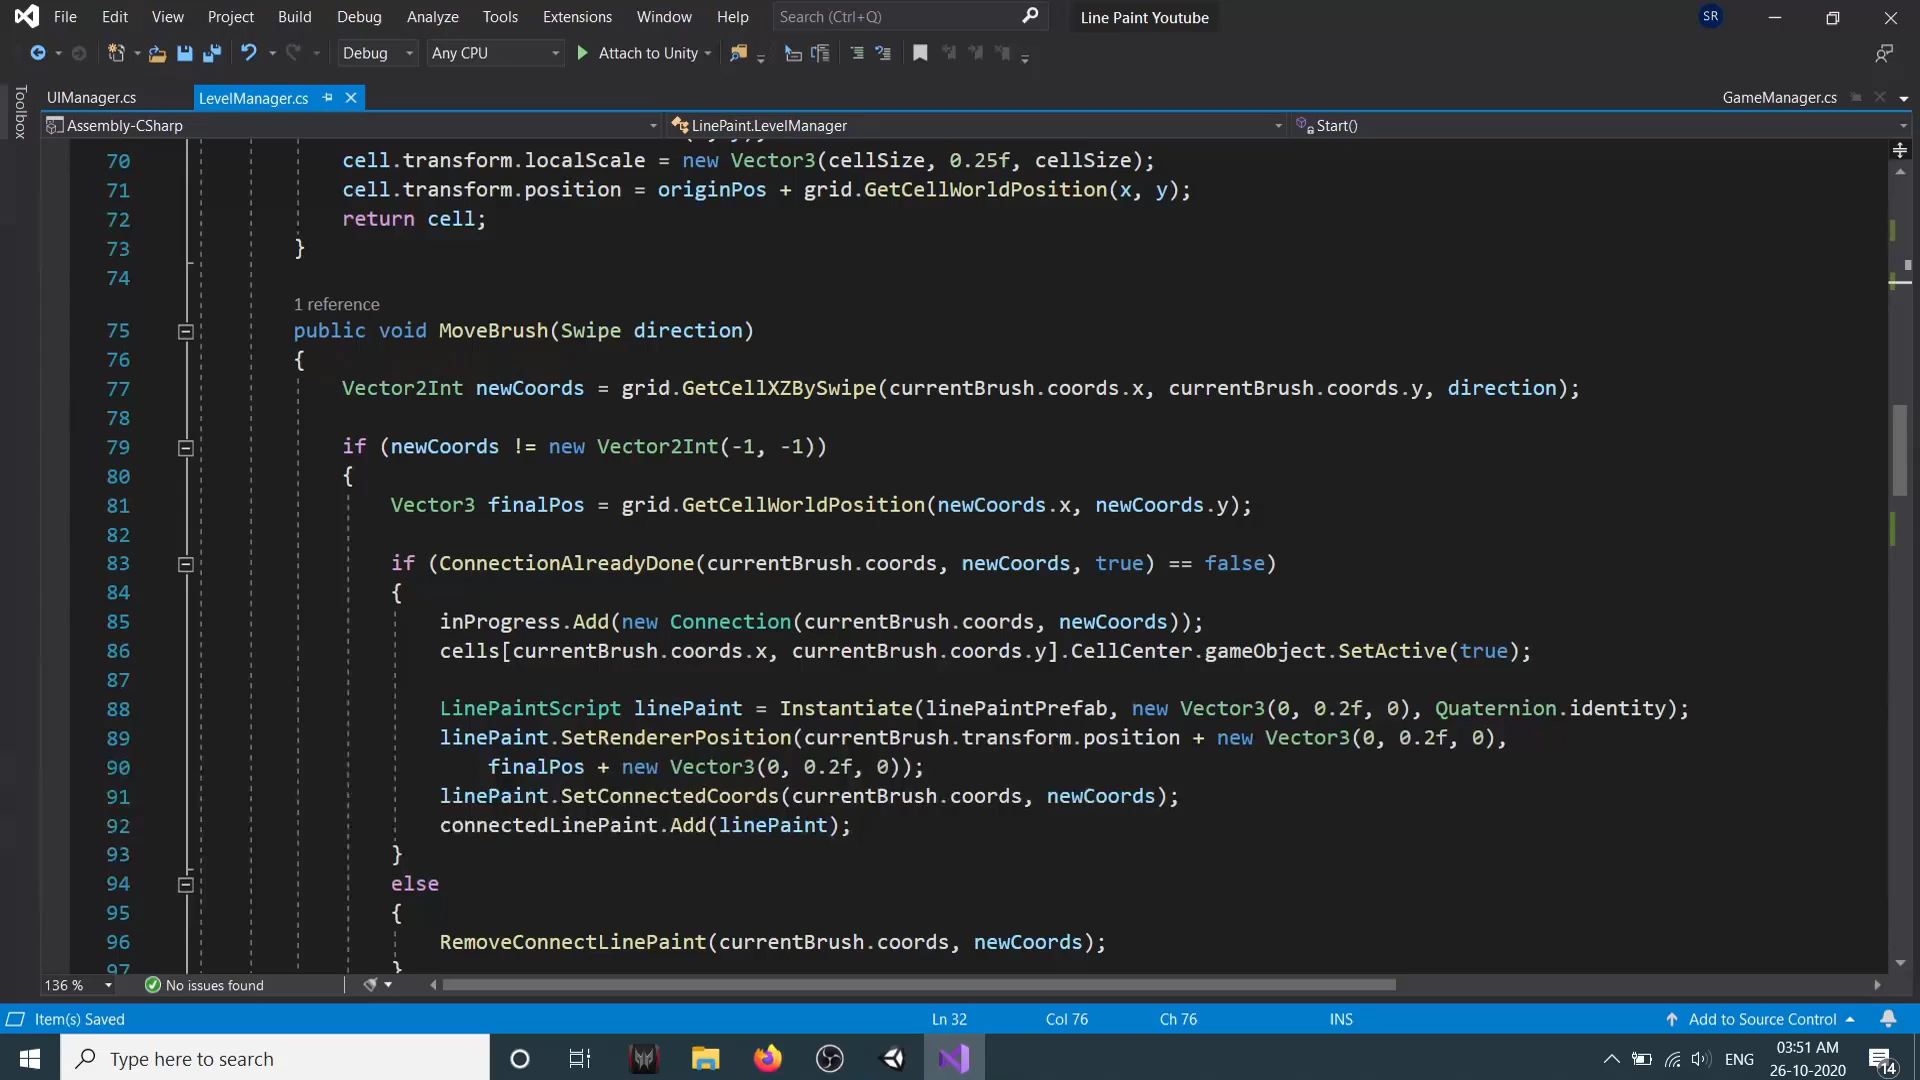 File Edit View Project Build Debug Analyze Tools Extensions Window Help Search (Ctrl+Q) Line Paint Youtube SR
Debug Any CPU Attach to Unity
Toolbox
UIManager.cs LevelManager.cs GameManager.cs
Assembly-CSharp LinePaint.LevelManager Start()
70 cell.transform.localScale = new Vector3(cellSize, 0.25f, cellSize);
71 cell.transform.position = originPos + grid.GetCellWorldPosition(x, y);
72 return cell;
73 }
74
1 reference
75 public void MoveBrush(Swipe direction)
76 {
77 Vector2Int newCoords = grid.GetCellXZBySwipe(currentBrush.coords.x, currentBrush.coords.y, direction);
78
79 if (newCoords != new Vector2Int(-1, -1))
80 {
81 Vector3 finalPos = grid.GetCellWorldPosition(newCoords.x, newCoords.y);
82
83 if (ConnectionAlreadyDone(currentBrush.coords, newCoords, true) == false)
84 {
85 inProgress.Add(new Connection(currentBrush.coords, newCoords));
86 cells[currentBrush.coords.x, currentBrush.coords.y].CellCenter.gameObject.SetActive(true);
87
88 LinePaintScript linePaint = Instantiate(linePaintPrefab, new Vector3(0, 0.2f, 0), Quaternion.identity);
89 linePaint.SetRendererPosition(currentBrush.transform.position + new Vector3(0, 0.2f, 0),
90 finalPos + new Vector3(0, 0.2f, 0));
91 linePaint.SetConnectedCoords(currentBrush.coords, newCoords);
92 connectedLinePaint.Add(linePaint);
93 }
94 else
95 {
96 RemoveConnectLinePaint(currentBrush.coords, newCoords);
97 }
136 % No issues found
Item(s) Saved Ln 32 Col 76 Ch 76 INS Add to Source Control
Type here to search ENG 03:51 AM
26-10-2020 14